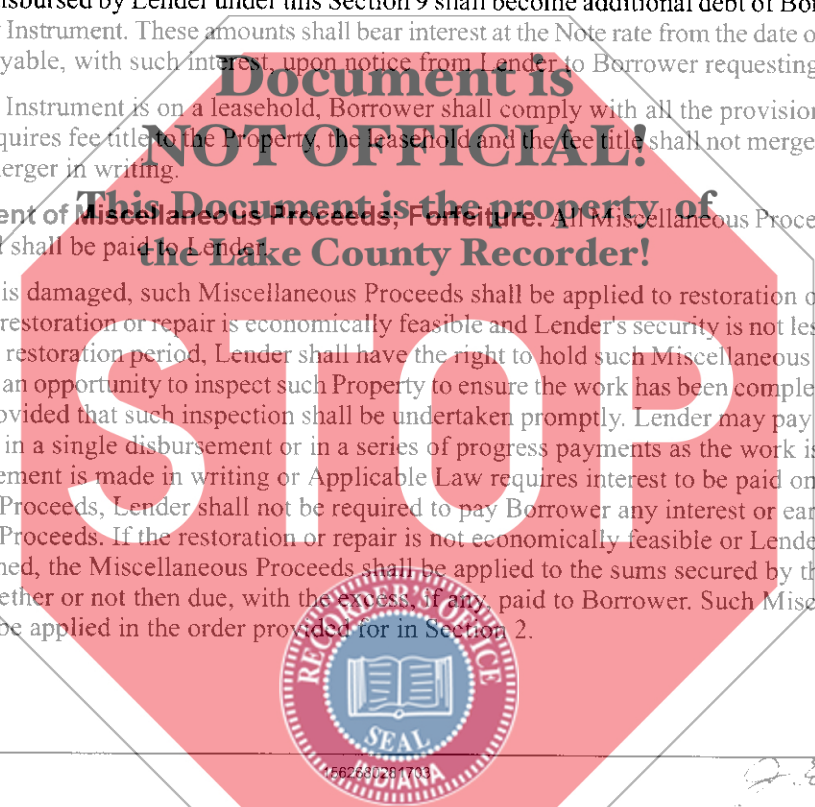 isbursed by Lender under this Section 9 shall become additional debt of Bor
Instrument. These amounts shall bear interest at the Note rate from the date o
yable, with such interest, upon notice from Lender to Borrower requesting
Document is
Instrument is on a leasehold, Borrower shall comply with all the provision
quires fee title to the Property, the leasehold and the fee title shall not merge
NOT OFFICIAL!
erger in writing.
This Document is the property of
ent of Miscellaneous Proceeds; Forfeiture. All Miscellaneous Procee
shall be paid to Lender.
the Lake County Recorder!
is damaged, such Miscellaneous Proceeds shall be applied to restoration o
restoration or repair is economically feasible and Lender's security is not les
restoration period, Lender shall have the right to hold such Miscellaneous
an opportunity to inspect such Property to ensure the work has been comple
ovided that such inspection shall be undertaken promptly. Lender may pay
in a single disbursement or in a series of progress payments as the work is
STOP
ement is made in writing or Applicable Law requires interest to be paid on
Proceeds, Lender shall not be required to pay Borrower any interest or ear
Proceeds. If the restoration or repair is not economically feasible or Lende
ned, the Miscellaneous Proceeds shall be applied to the sums secured by th
ether or not then due, with the excess, if any, paid to Borrower. Such Misc
be applied in the order provided for in Section 2.
RECORDER'S OFFICE
SEAL
INDIANA
1562680281703